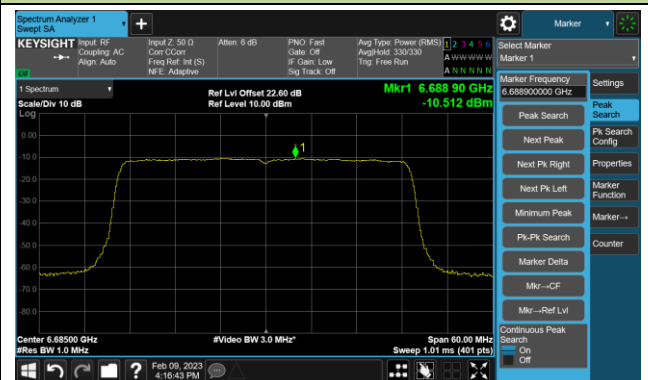 Spectrum Analyzer 1
Swept SA
+
Marker
KEYSIGHT
Input: RF
Coupling: AC
Align: Auto
Input Z: 50 Ω
Corr CCorr
Freq Ref: Int (S)
NFE: Adaptive
Atten: 6 dB
PNO: Fast
Gate: Off
IF Gain: Low
Sig Track: Off
Avg Type: Power (RMS)
Avg|Hold: 330/330
Trig: Free Run
1 2 3 4 5 6
A W W W W W
A N N N N N
Select Marker
Marker 1
LXI
1 Spectrum
Scale/Div 10 dB
Log
Ref Lvl Offset 22.60 dB
Ref Level 10.00 dBm
Mkr1 6.688 90 GHz
-10.512 dBm
0.00
-10.0
-20.0
-30.0
-40.0
-50.0
-60.0
-70.0
-80.0
1
Center 6.68500 GHz
#Res BW 1.0 MHz
#Video BW 3.0 MHz*
Span 60.00 MHz
Sweep 1.01 ms (401 pts)
Marker Frequency
6.688900000 GHz
Peak Search
Next Peak
Next Pk Right
Next Pk Left
Minimum Peak
Pk-Pk Search
Marker Delta
Mkr→CF
Mkr→Ref Lvl
Continuous Peak
Search
On
Off
Settings
Peak
Search
Pk Search
Config
Properties
Marker
Function
Marker→
Counter
?
Feb 09, 2023
4:16:43 PM